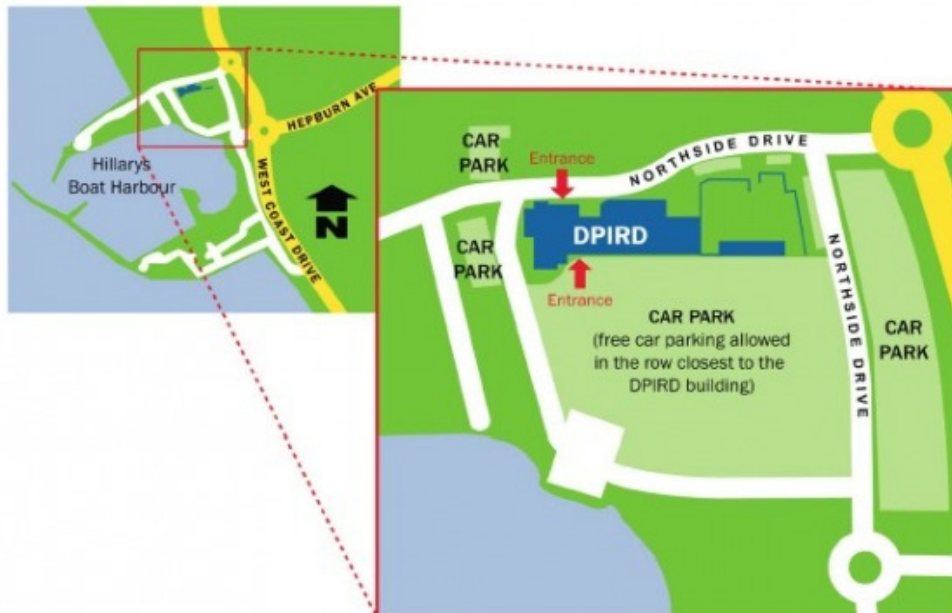 Hillarys
Boat Harbour
HEPBURN AVE
WEST COAST DRIVE
N
CAR
PARK
Entrance
NORTHSIDE DRIVE
DPIRD
CAR
PARK
Entrance
CAR PARK
(free car parking allowed
in the row closest to the
DPIRD building)
NORTHSIDE DRIVE
CAR
PARK